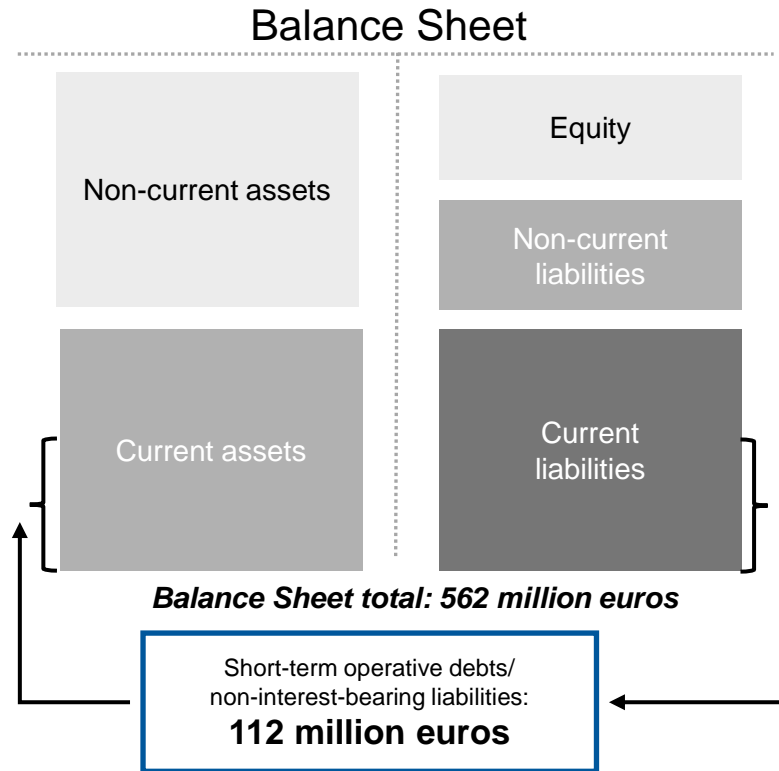 Balance Sheet
Non-current assets
Equity
Non-current
liabilities
Current assets
Current
liabilities
Balance Sheet total: 562 million euros
Short-term operative debts/
non-interest-bearing liabilities:
112 million euros